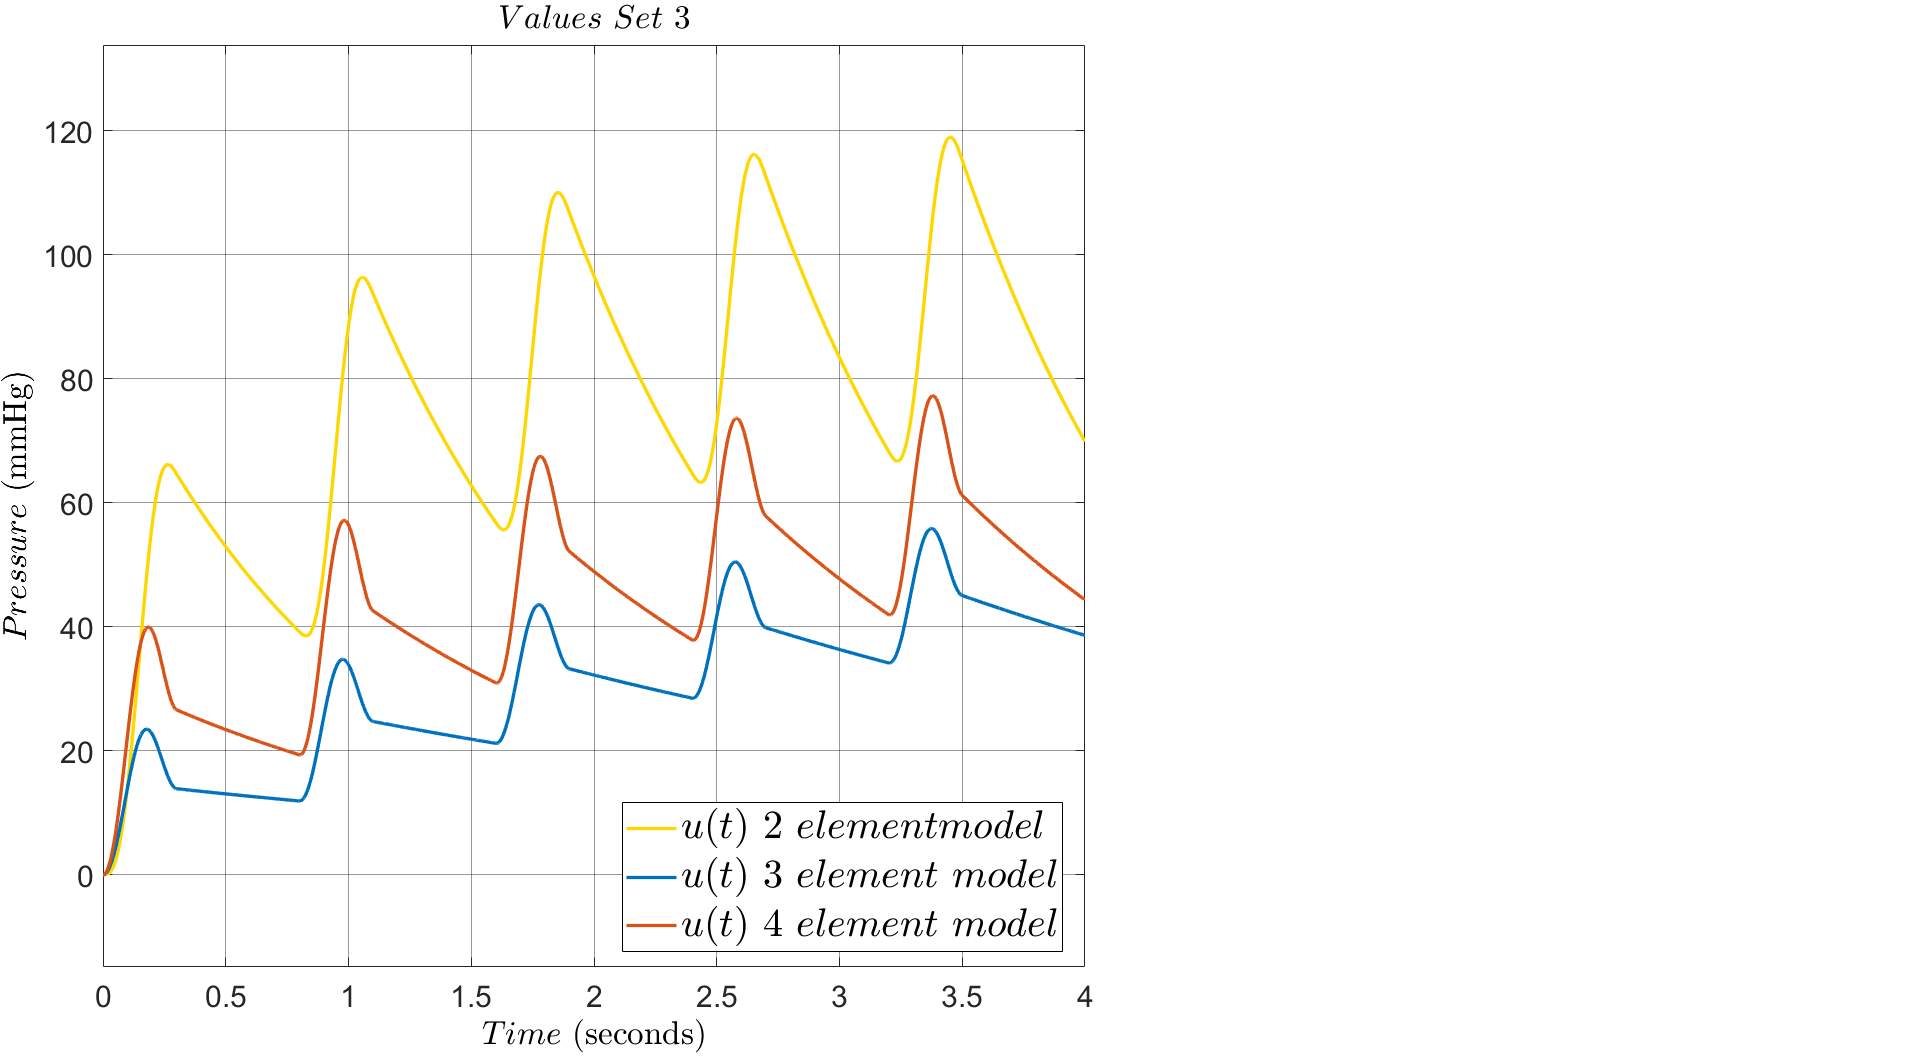 Values Set 3
Pressure (mmHg)
120
100
80
60
40
20
0
u(t) 2 elementmodel
u(t) 3 element model
u(t) 4 element model
0 0.5 1 1.5 2 2.5 3 3.5 4
Time (seconds)